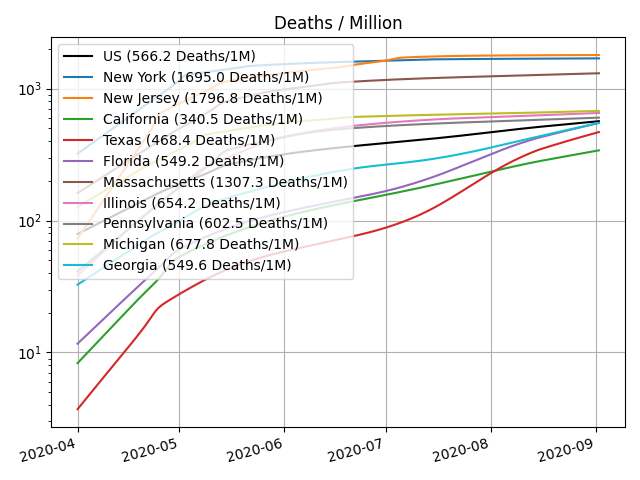 Deaths / Million
US (566.2 Deaths/1M)
New York (1695.0 Deaths/1M)
New Jersey (1796.8 Deaths/1M)
California (340.5 Deaths/1M)
Texas (468.4 Deaths/1M)
Florida (549.2 Deaths/1M)
Massachusetts (1307.3 Deaths/1M)
Illinois (654.2 Deaths/1M)
Pennsylvania (602.5 Deaths/1M)
Michigan (677.8 Deaths/1M)
Georgia (549.6 Deaths/1M)
10³
10²
10¹
2020-04 2020-05 2020-06 2020-07 2020-08 2020-09